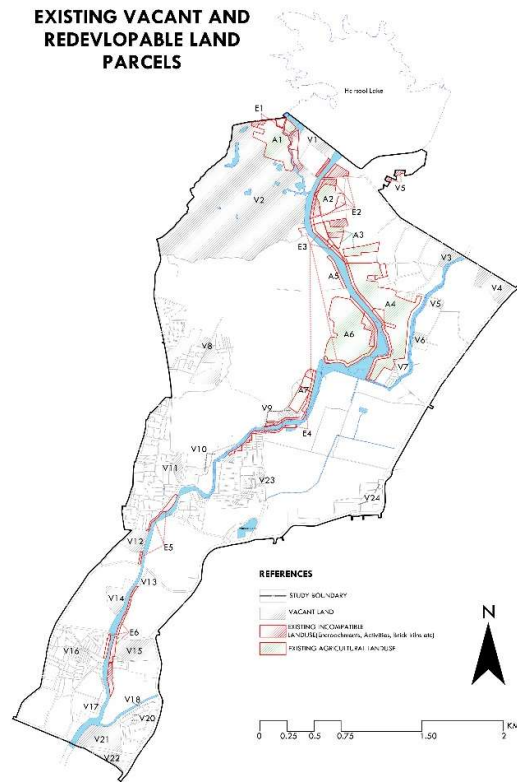 EXISTING VACANT AND
REDEVLOPABLE LAND
PARCELS
Harsool Lake
E1
A1
V1
V5
A2
E2
V2
A3
E3
V3
A5
V4
A4
V5
A6
V6
V8
V7
A7
V9
E4
V10
V11
V23
V24
V12
E5
V13
V14
E6
V16
V15
V17
V18
V20
V21
V22
REFERENCES
STUDY BOUNDARY
VACANT LAND
EXISTING INCOMPATIBLE
LANDUSE(Encroachments, Activities, Brick kilns etc)
EXISTING AGRICULTURAL LANDUSE
N
KM
0 0.25 0.5 0.75 1.50 2